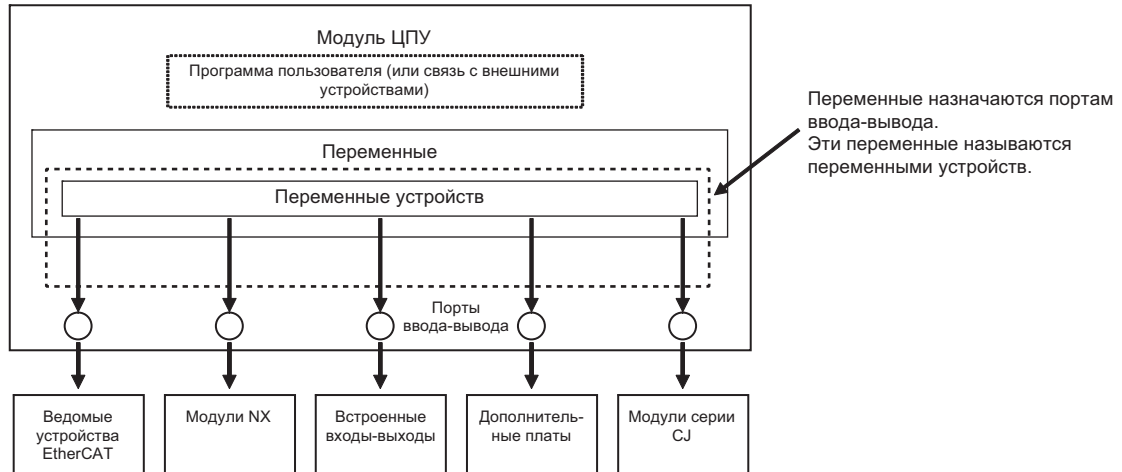 Модуль ЦПУ
Программа пользователя (или связь с внешними
устройствами)
Переменные назначаются портам
ввода-вывода.
Эти переменные называются
переменными устройств.
Переменные
Переменные устройств
Порты
ввода-вывода
Ведомые
устройства
EtherCAT
Модули NX
Встроенные
входы-выходы
Дополнитель-
ные платы
Модули серии
CJ